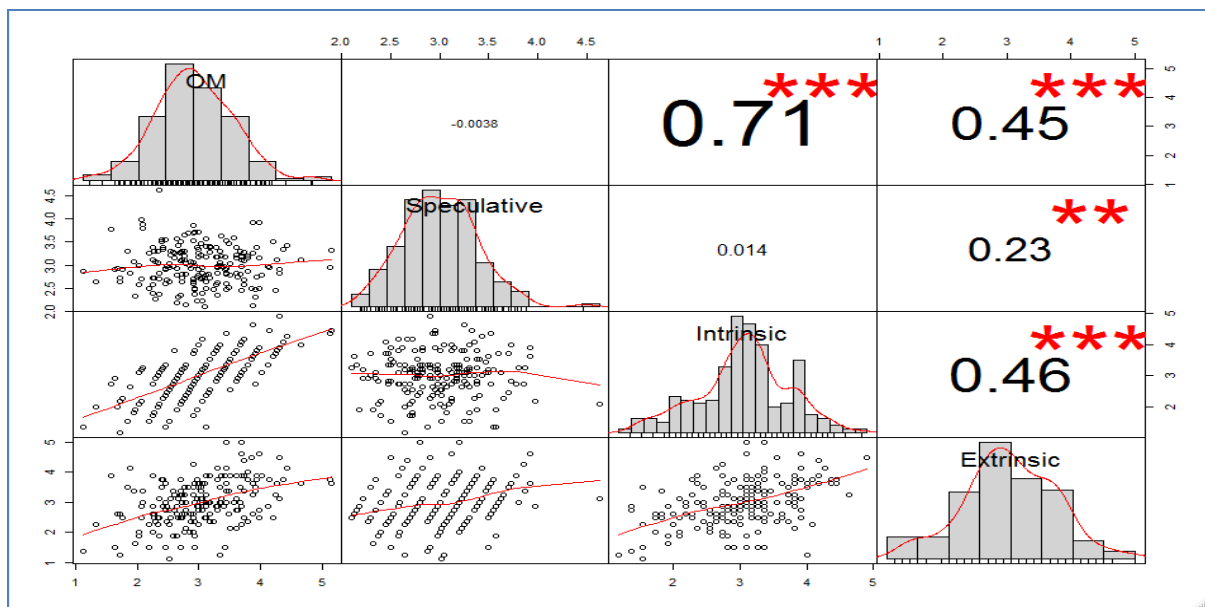 2.0 2.5 3.0 3.5 4.0 4.5 1 2 3 4 5
OM
-0.0038
0.71 ***
0.45 ***
1 2 3 4 5
2.0 2.5 3.0 3.5 4.0 4.5
Speculative
0.014
0.23 **
Intrinsic
0.46 ***
2 3 4 5
1 2 3 4 5
Extrinsic
1 2 3 4 5 2 3 4 5